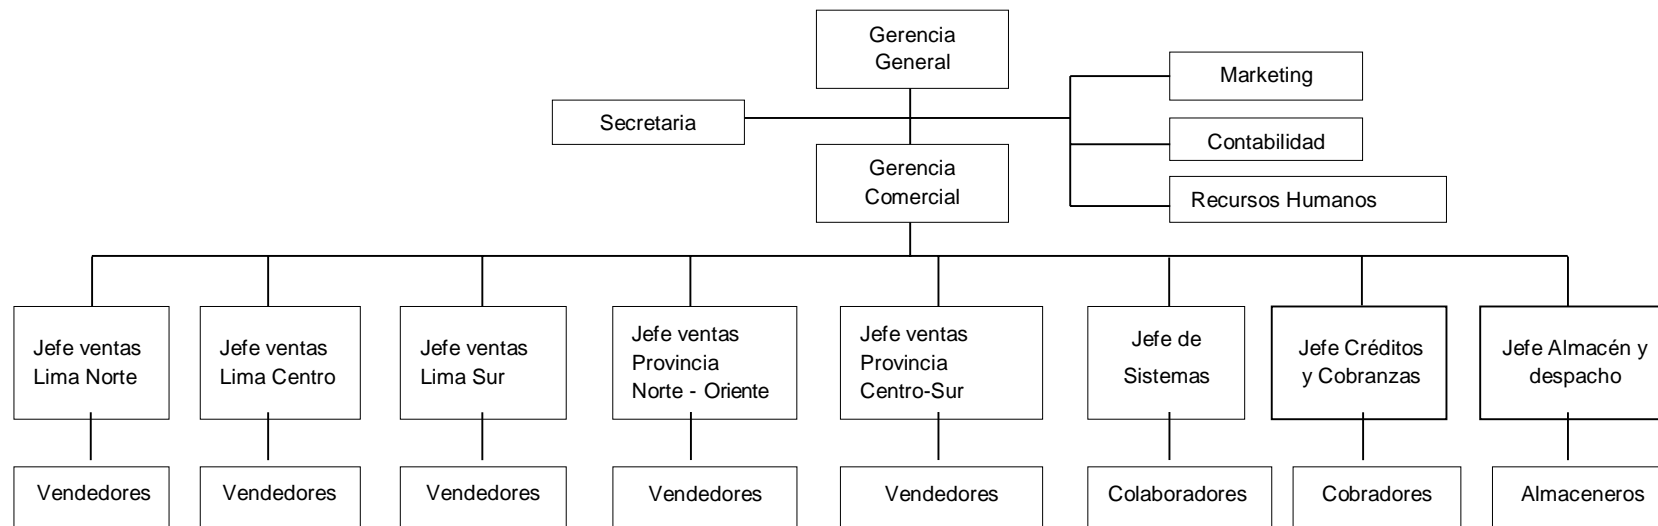 Gerencia
General
Marketing
Secretaria
Contabilidad
Gerencia
Comercial
Recursos Humanos
Jefe ventas
Lima Norte
Jefe ventas
Lima Centro
Jefe ventas
Lima Sur
Jefe ventas
Provincia
Norte - Oriente
Jefe ventas
Provincia
Centro-Sur
Jefe de
Sistemas
Jefe Créditos
y Cobranzas
Jefe Almacén y
despacho
Vendedores
Vendedores
Vendedores
Vendedores
Vendedores
Colaboradores
Cobradores
Almaceneros